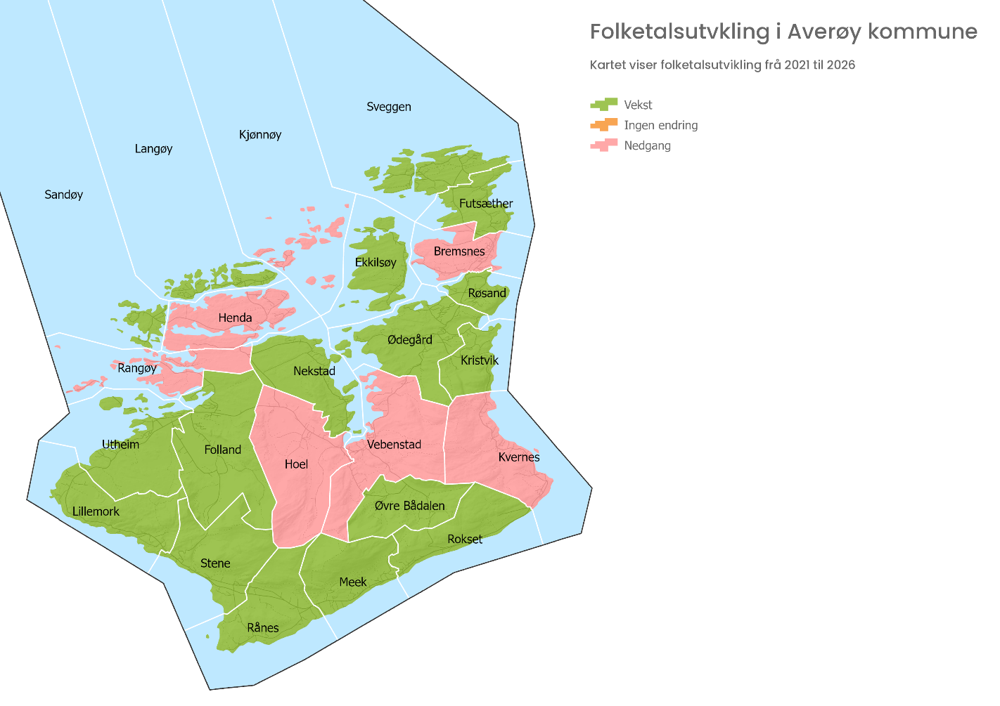 Folketalsutvkling i Averøy kommune
Kartet viser folketalsutvikling frå 2021 til 2026
Vekst
Ingen endring
Nedgang
Sveggen
Kjønnøy
Langøy
Sandøy
Futsæther
Bremsnes
Ekkilsøy
Røsand
Henda
Ødegård
Kristvik
Rangøy
Nekstad
Utheim
Folland
Vebenstad
Kvernes
Hoel
Lillemork
Øvre Bådalen
Rokset
Stene
Meek
Rånes